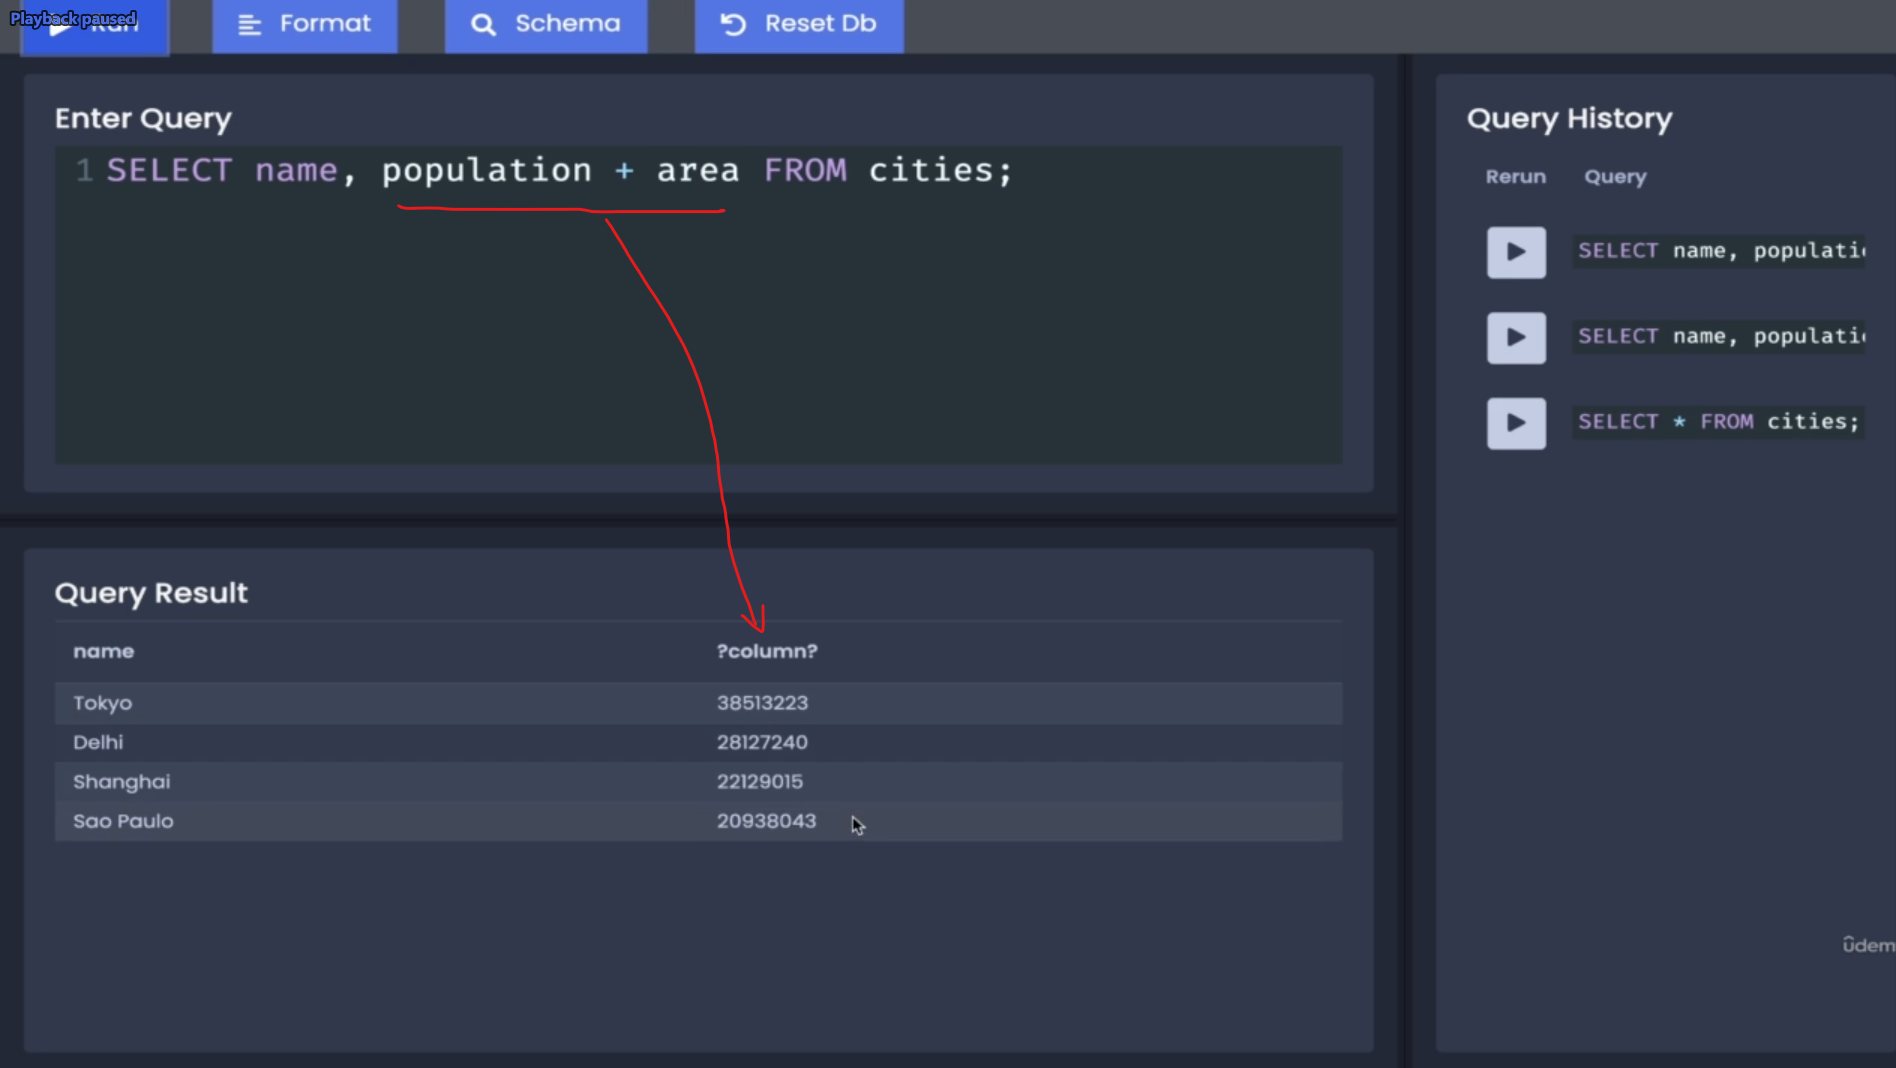 Playback paused
Run
Format
Schema
Reset Db
Enter Query
1 SELECT name, population + area FROM cities;
Query Result
name ?column?
Tokyo 38513223
Delhi 28127240
Shanghai 22129015
Sao Paulo 20938043
Query History
Rerun Query
SELECT name, populati
SELECT name, populati
SELECT * FROM cities;
ûdem